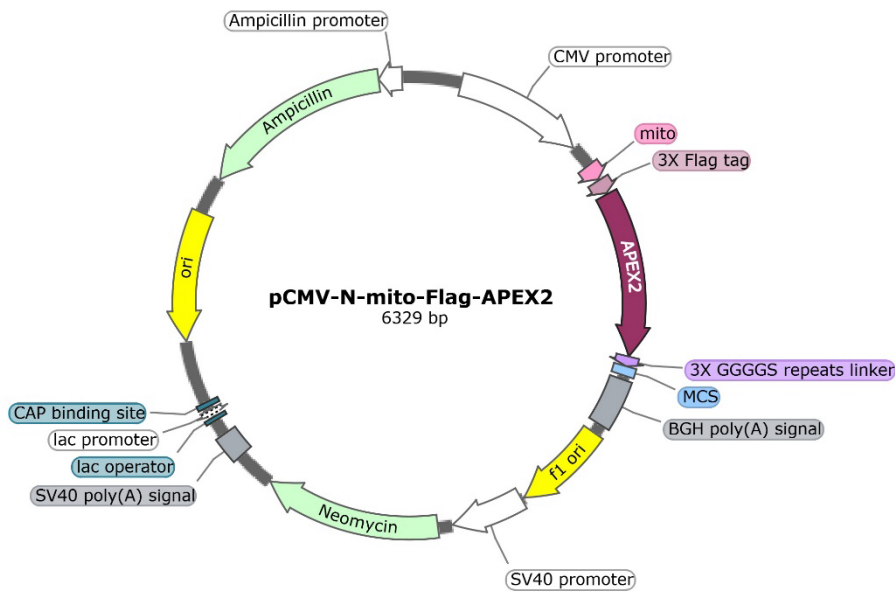 Ampicillin promoter
CMV promoter
Ampicillin
mito
3X Flag tag
APEX2
ori
pCMV-N-mito-Flag-APEX2
6329 bp
3X GGGGS repeats linker
MCS
CAP binding site
lac promoter
BGH poly(A) signal
lac operator
f1 ori
SV40 poly(A) signal
Neomycin
SV40 promoter